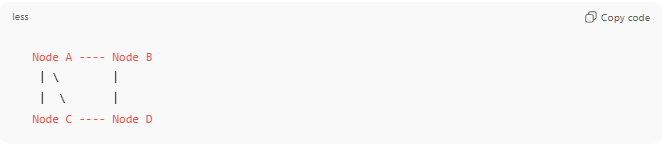 less
Copy code
Node A ---- Node B
 | \       |
 |  \      |
Node C ---- Node D